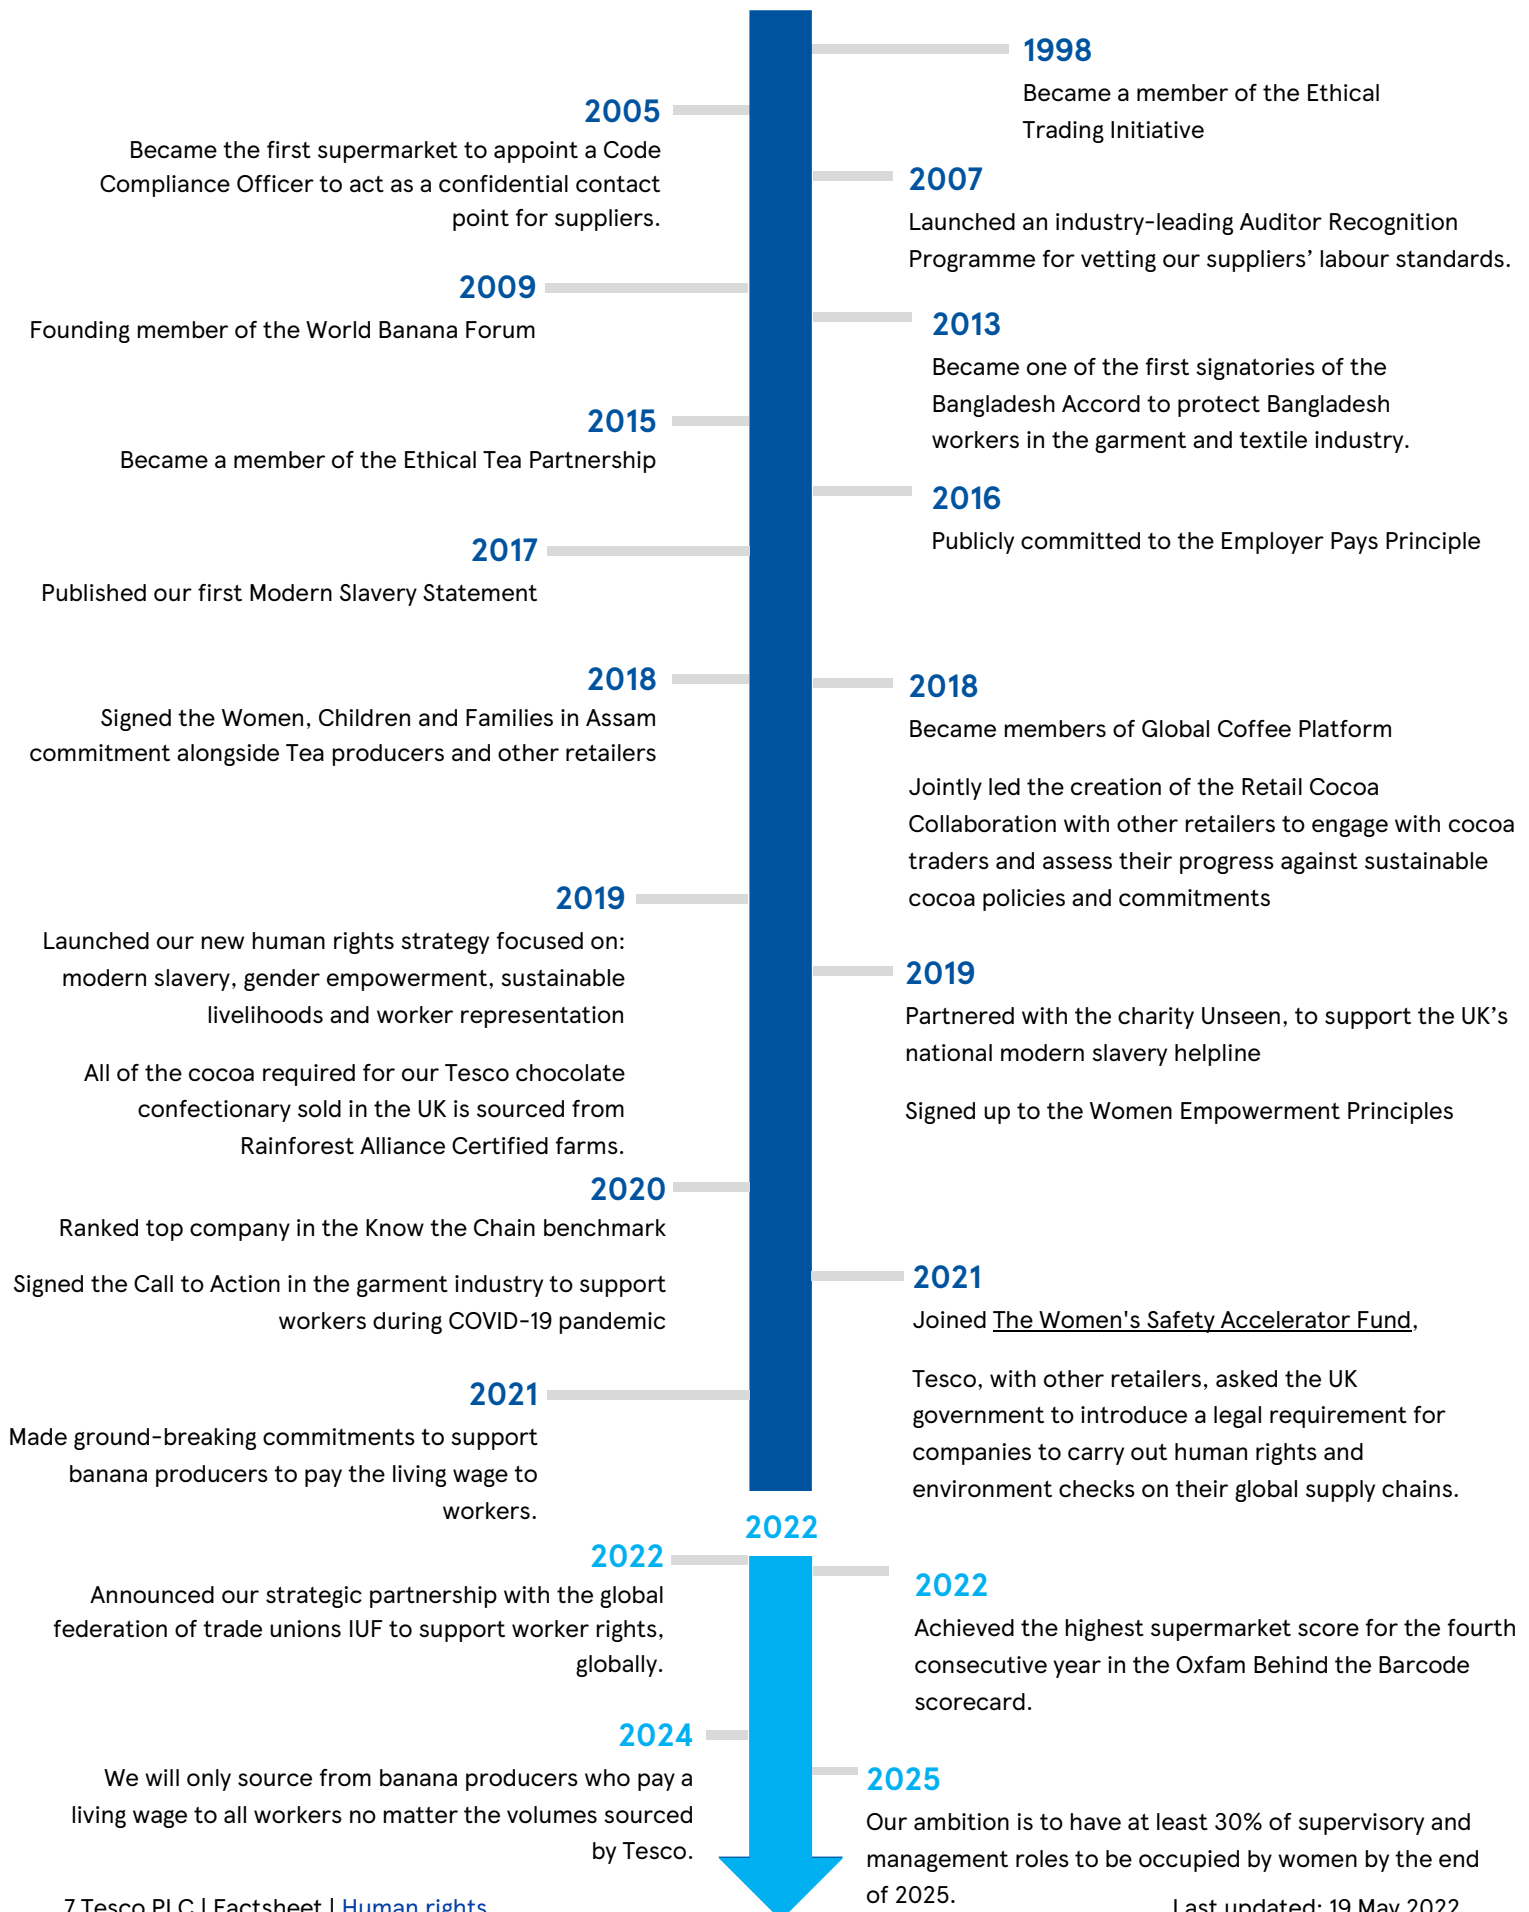 1998
Became a member of the Ethical
Trading Initiative
2005
Became the first supermarket to appoint a Code
Compliance Officer to act as a confidential contact
point for suppliers.
2007
Launched an industry-leading Auditor Recognition
Programme for vetting our suppliers’ labour standards.
2009
Founding member of the World Banana Forum
2013
Became one of the first signatories of the
Bangladesh Accord to protect Bangladesh
workers in the garment and textile industry.
2015
Became a member of the Ethical Tea Partnership
2016
Publicly committed to the Employer Pays Principle
2017
Published our first Modern Slavery Statement
2018
Signed the Women, Children and Families in Assam
commitment alongside Tea producers and other retailers
2018
Became members of Global Coffee Platform
Jointly led the creation of the Retail Cocoa
Collaboration with other retailers to engage with cocoa
traders and assess their progress against sustainable
cocoa policies and commitments
2019
Launched our new human rights strategy focused on:
modern slavery, gender empowerment, sustainable
livelihoods and worker representation
All of the cocoa required for our Tesco chocolate
confectionary sold in the UK is sourced from
Rainforest Alliance Certified farms.
2019
Partnered with the charity Unseen, to support the UK’s
national modern slavery helpline
Signed up to the Women Empowerment Principles
2020
Ranked top company in the Know the Chain benchmark
Signed the Call to Action in the garment industry to support
workers during COVID-19 pandemic
2021
Joined The Women's Safety Accelerator Fund,
Tesco, with other retailers, asked the UK
government to introduce a legal requirement for
companies to carry out human rights and
environment checks on their global supply chains.
2021
Made ground-breaking commitments to support
banana producers to pay the living wage to
workers.
2022
2022
Announced our strategic partnership with the global
federation of trade unions IUF to support worker rights,
globally.
2022
Achieved the highest supermarket score for the fourth
consecutive year in the Oxfam Behind the Barcode
scorecard.
2024
We will only source from banana producers who pay a
living wage to all workers no matter the volumes sourced
by Tesco.
2025
Our ambition is to have at least 30% of supervisory and
management roles to be occupied by women by the end
of 2025.
7 Tesco PLC | Factsheet | Human rights
Last updated: 19 May 2022